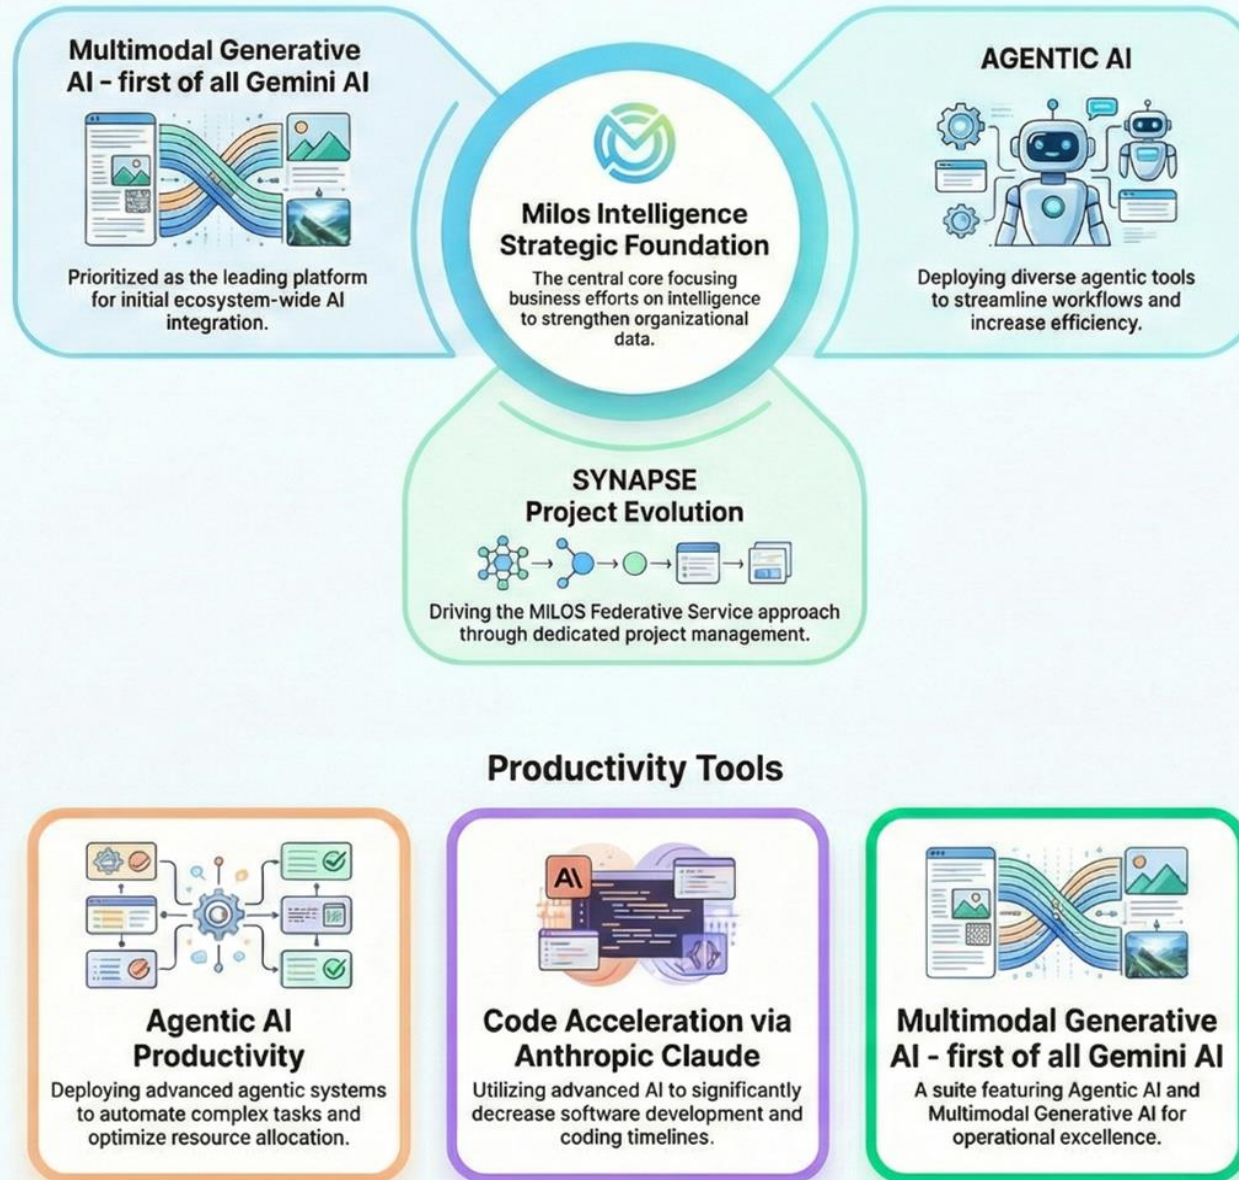 Multimodal Generative
AI – first of all Gemini AI
Prioritized as the leading platform
for initial ecosystem-wide AI
integration.
Milos Intelligence
Strategic Foundation
The central core focusing
business efforts on intelligence
to strengthen organizational
data.
AGENTIC AI
Deploying diverse agentic tools
to streamline workflows and
increase efficiency.
SYNAPSE
Project Evolution
Driving the MILOS Federative Service approach
through dedicated project management.
Productivity Tools
Agentic AI
Productivity
Deploying advanced agentic systems
to automate complex tasks and
optimize resource allocation.
A\
Code Acceleration via
Anthropic Claude
Utilizing advanced AI to significantly
decrease software development and
coding timelines.
Multimodal Generative
AI - first of all Gemini AI
A suite featuring Agentic AI and
Multimodal Generative AI for
operational excellence.